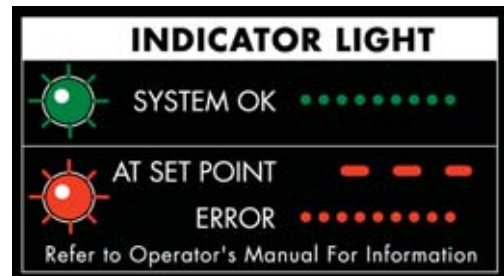 INDICATOR LIGHT
SYSTEM OK
AT SET POINT
ERROR
Refer to Operator's Manual For Information